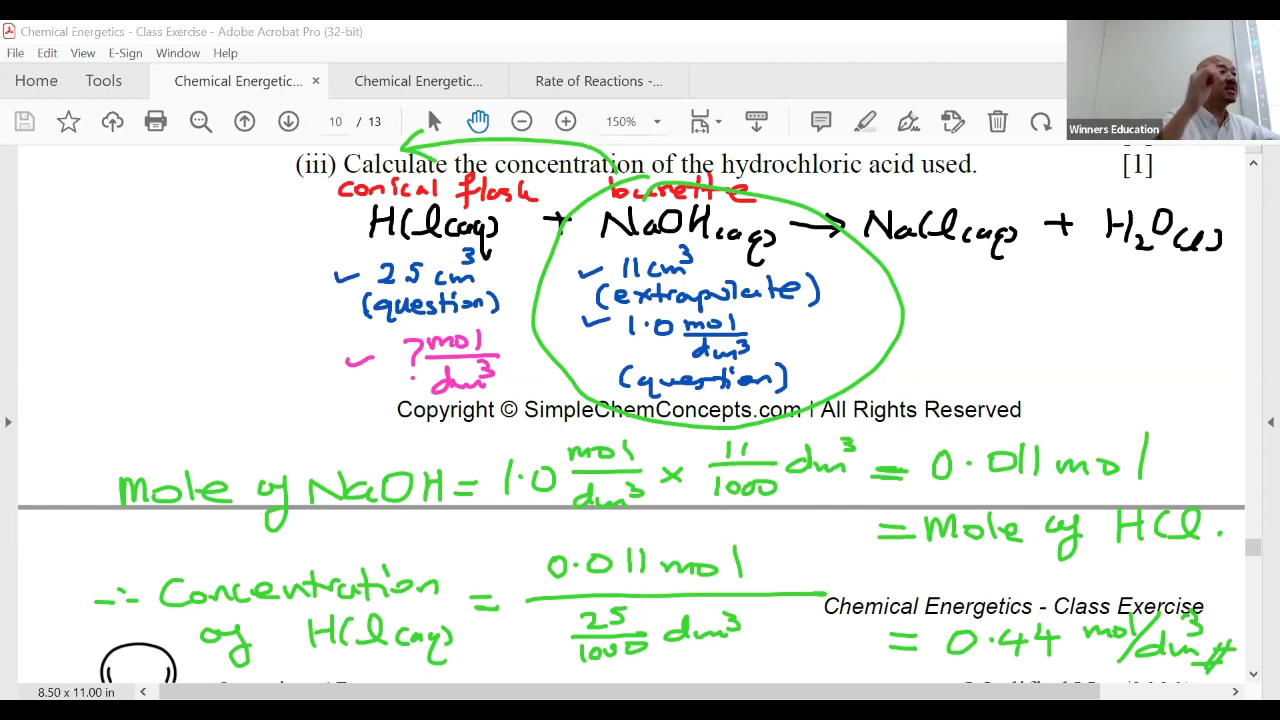 Chemical Energetics - Class Exercise - Adobe Acrobat Pro (32-bit)
File Edit View E-Sign Window Help
Home Tools Chemical Energetic... × Chemical Energetic... Rate of Reactions -...
10 / 13 150%
Winners Education
(iii) Calculate the concentration of the hydrochloric acid used. [1]
conical flask burette
HCl(aq) + NaOH(aq) → NaCl(aq) + H₂O(l)
✓ 25 cm³ ✓ 11 cm³
(question) (extrapolate)
✓ ? mol/dm³ ✓ 1.0 mol/dm³
(question)
Copyright © SimpleChemConcepts.com | All Rights Reserved
Mole of NaOH = 1.0 mol/dm³ × 11/1000 dm³ = 0.011 mol
= Mole of HCl.
∴ Concentration of HCl(aq) = 0.011 mol / 25/1000 dm³
Chemical Energetics - Class Exercise
= 0.44 mol/dm³ #
8.50 x 11.00 in